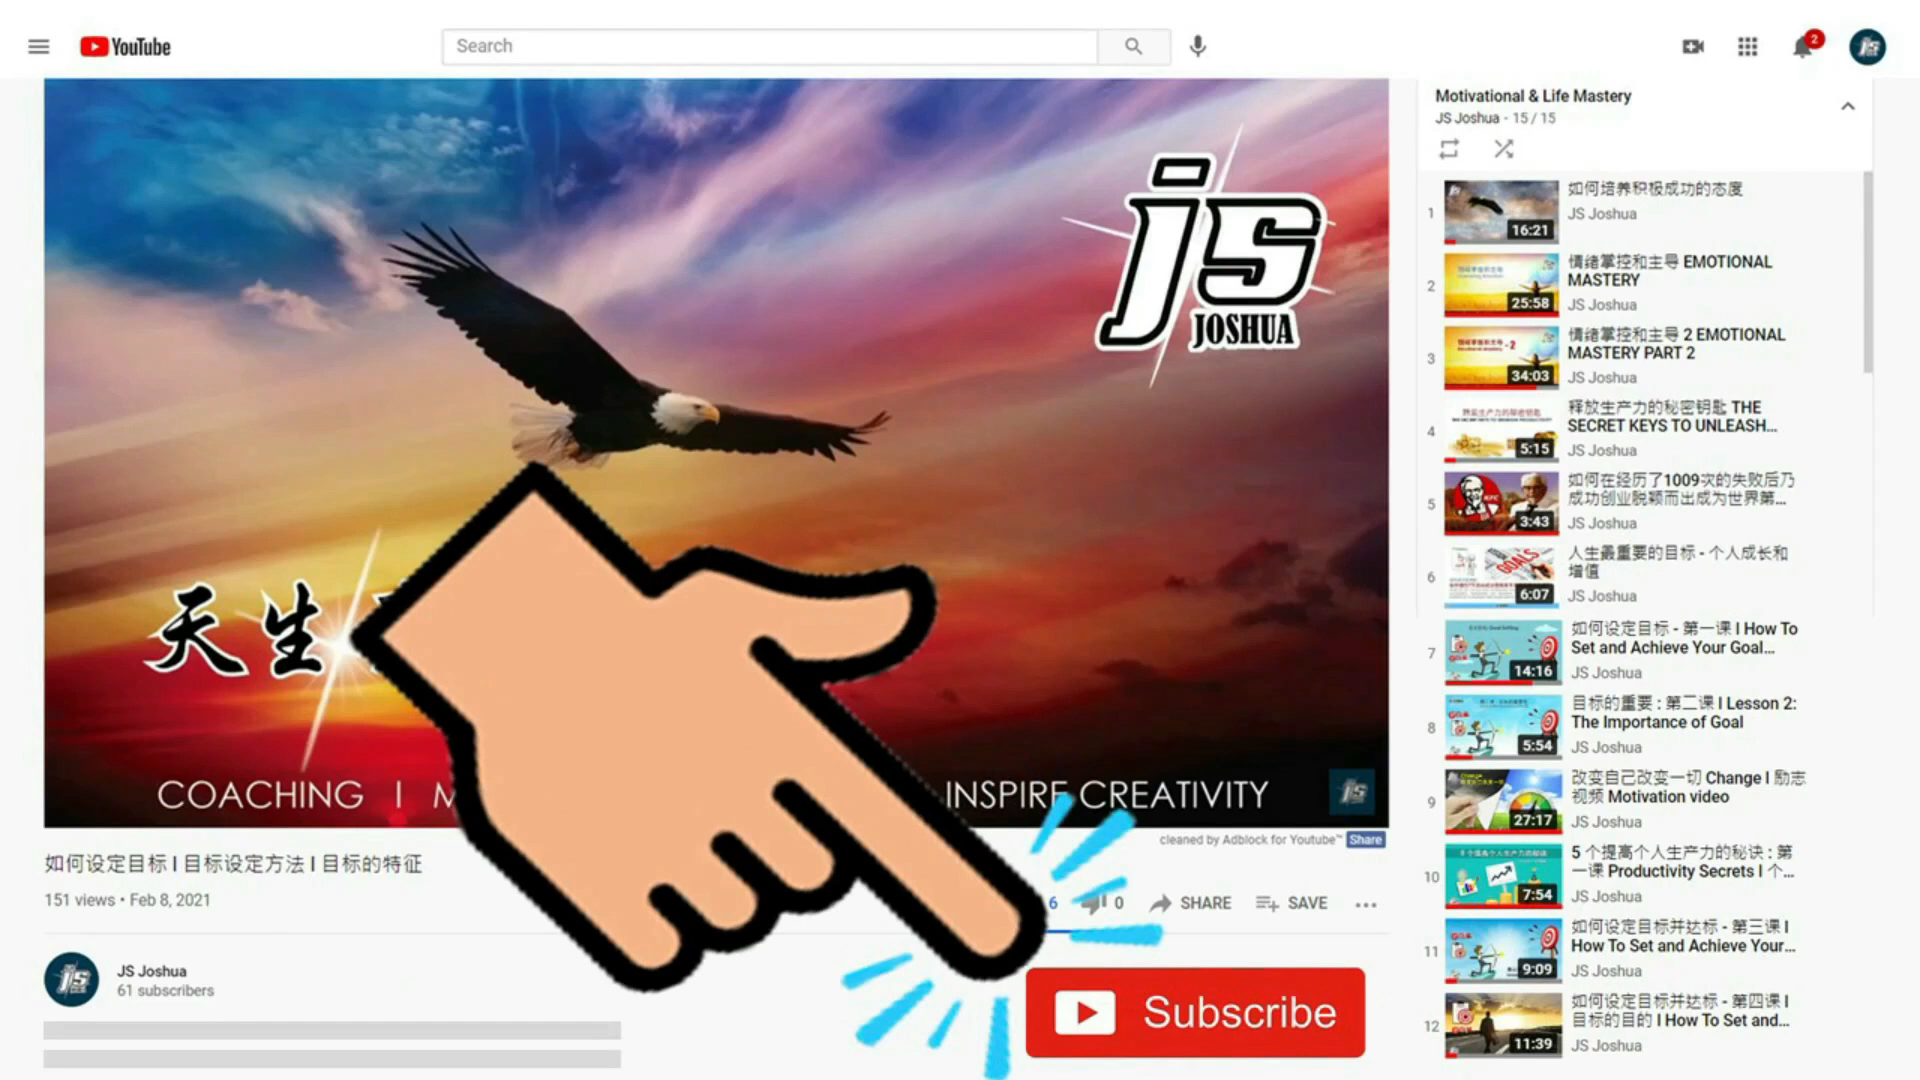 YouTube
Search
2
js
JOSHUA
天生
COACHING I M
INSPIRE CREATIVITY
cleaned by Adblock for Youtube™ Share
如何设定目标 I 目标设定方法 I 目标的特征
151 views • Feb 8, 2021
6
0
SHARE
SAVE
JS Joshua
61 subscribers
Subscribe
Motivational & Life Mastery
JS Joshua - 15 / 15
1
16:21
如何培养积极成功的态度
JS Joshua
2
25:58
情绪掌控和主导 EMOTIONAL
MASTERY
JS Joshua
3
34:03
情绪掌控和主导 2 EMOTIONAL
MASTERY PART 2
JS Joshua
4
5:15
释放生产力的秘密钥匙 THE
SECRET KEYS TO UNLEASH...
JS Joshua
5
KFC
3:43
如何在经历了1009次的失败后乃
成功创业脱颖而出成为世界第...
JS Joshua
6
GOALS
6:07
人生最重要的目标 - 个人成长和
增值
JS Joshua
7
14:16
如何设定目标 - 第一课 I How To
Set and Achieve Your Goal...
JS Joshua
8
5:54
目标的重要 : 第二课 I Lesson 2:
The Importance of Goal
JS Joshua
9
Change
27:17
改变自己改变一切 Change I 励志
视频 Motivation video
JS Joshua
10
7:54
5 个提高个人生产力的秘诀 : 第
一课 Productivity Secrets I 个...
JS Joshua
11
9:09
如何设定目标并达标 - 第三课 I
How To Set and Achieve Your...
JS Joshua
12
11:39
如何设定目标并达标 - 第四课 I
目标的目的 I How To Set and...
JS Joshua